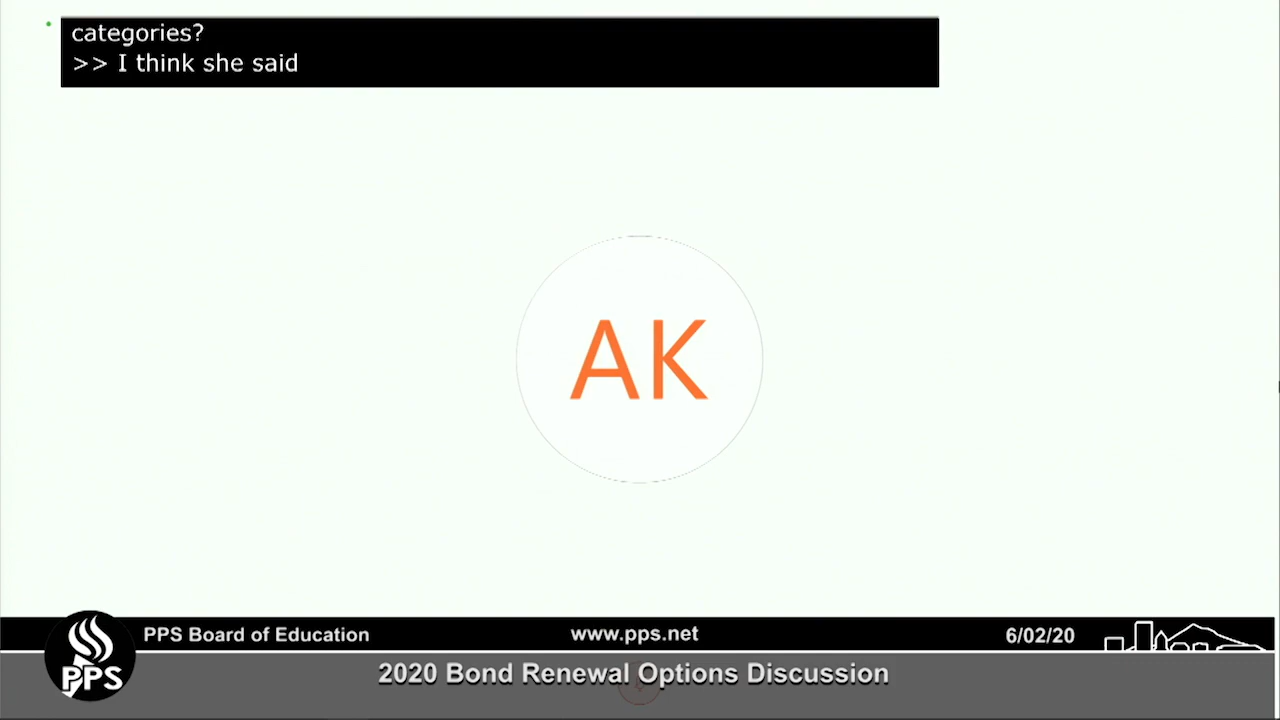 categories?
>> I think she said
AK
PPS Board of Education
www.pps.net
6/02/20
PPS
2020 Bond Renewal Options Discussion